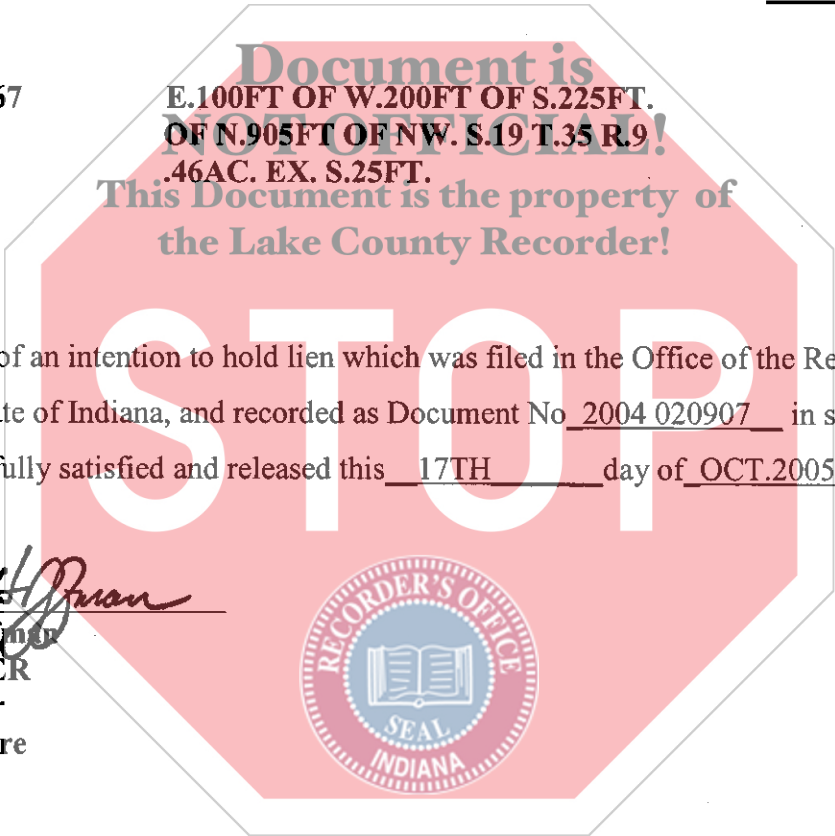 Document is
57 E.100FT OF W.200FT OF S.225FT.
OF N.905FT OF NW. S.19 T.35 R.9
NOT OFFICIAL!
.46AC. EX. S.25FT.
This Document is the property of
the Lake County Recorder!
STOP
of an intention to hold lien which was filed in the Office of the Re
te of Indiana, and recorded as Document No 2004 020907 in s
fully satisfied and released this 17TH day of OCT.2005
man
ER
re
RECORDER'S OFFICE
SEAL
INDIANA